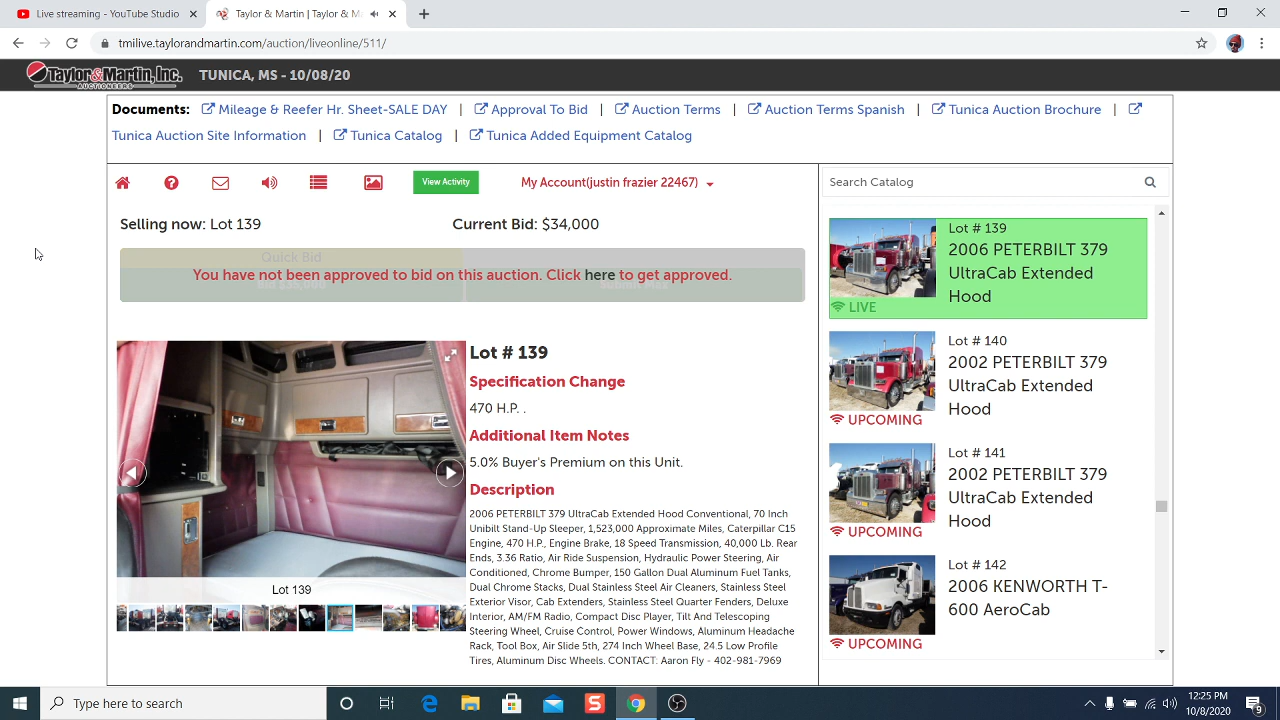 Live streaming - YouTube Studio
Taylor & Martin | Taylor & M
tmilive.taylorandmartin.com/auction/liveonline/511/
Taylor&Martin, Inc.
AUCTIONEERS
TUNICA, MS - 10/08/20
Documents: Mileage & Reefer Hr. Sheet-SALE DAY | Approval To Bid | Auction Terms | Auction Terms Spanish | Tunica Auction Brochure |
Tunica Auction Site Information | Tunica Catalog | Tunica Added Equipment Catalog
View Activity
My Account(justin frazier 22467)
Search Catalog
Selling now: Lot 139
Current Bid: $34,000
Quick Bid
You have not been approved to bid on this auction. Click here to get approved.
Bid $35,000
Submit Max
Lot 139
Lot # 139
Specification Change
470 H.P. .
Additional Item Notes
5.0% Buyer's Premium on this Unit.
Description
2006 PETERBILT 379 UltraCab Extended Hood Conventional, 70 Inch
Unibilt Stand-Up Sleeper, 1,523,000 Approximate Miles, Caterpillar C15
Engine, 470 H.P., Engine Brake, 18 Speed Transmission, 40,000 Lb. Rear
Ends, 3.36 Ratio, Air Ride Suspension, Hydraulic Power Steering, Air
Conditioned, Chrome Bumper, 150 Gallon Dual Aluminum Fuel Tanks,
Dual Chrome Stacks, Dual Stainless Steel Air Cleaners, Stainless Steel
Exterior Visor, Cab Extenders, Stainless Steel Quarter Fenders, Deluxe
Interior, AM/FM Radio, Compact Disc Player, Tilt And Telescoping
Steering Wheel, Cruise Control, Power Windows, Aluminum Headache
Rack, Tool Box, Air Slide 5th, 274 Inch Wheel Base, 24.5 Low Profile
Tires, Aluminum Disc Wheels. CONTACT: Aaron Fly - 402-981-7969
Lot # 139
2006 PETERBILT 379
UltraCab Extended
Hood
LIVE
Lot # 140
2002 PETERBILT 379
UltraCab Extended
Hood
UPCOMING
Lot # 141
2002 PETERBILT 379
UltraCab Extended
Hood
UPCOMING
Lot # 142
2006 KENWORTH T-
600 AeroCab
UPCOMING
Type here to search
12:25 PM
10/8/2020
9